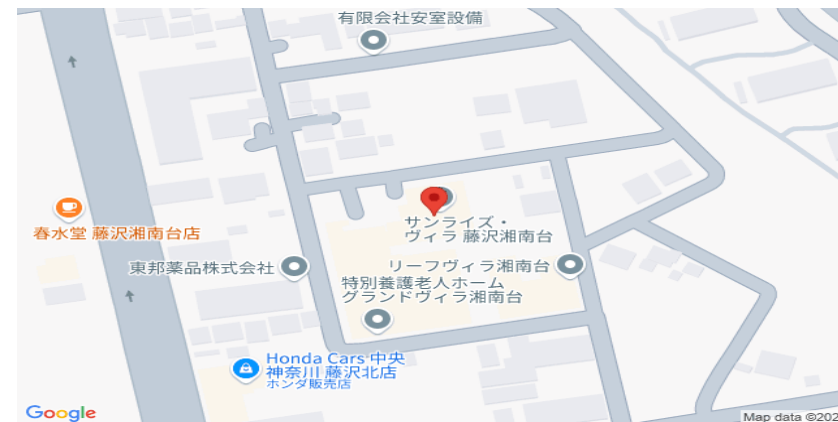 有限会社安室設備
春水堂 藤沢湘南台店
サンライズ・
ヴィラ 藤沢湘南台
東邦薬品株式会社
リーフヴィラ湘南台
特別養護老人ホーム
グランドヴィラ湘南台
Honda Cars 中央
神奈川 藤沢北店
ホンダ販売店
Google
Map data ©202